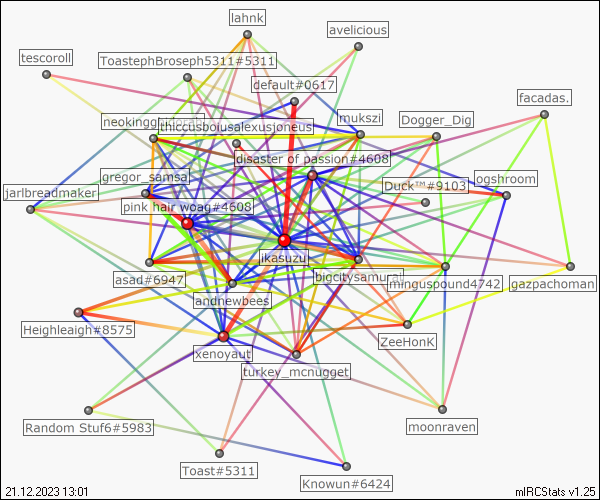 lahnk
avelicious
tescoroll
ToastephBroseph5311#5311
default#0617
facadas.
mukszi
Dogger_Dig
thiccusboiusalexusjoneus
disaster of passion#4608
gregor_samsa
Duck™#9103
ogshroom
jarlbreadmaker
pink hair woag#4608
ikasuzu
asad#6947
minguspound4742
gazpachoman
andnewbees
Heighleaigh#8575
ZeeHonK
xenoyaut
turkey_mcnugget
Random Stuf6#5983
moonraven
Toast#5311
Knowun#6424
21.12.2023 13:01
mIRCStats v1.25